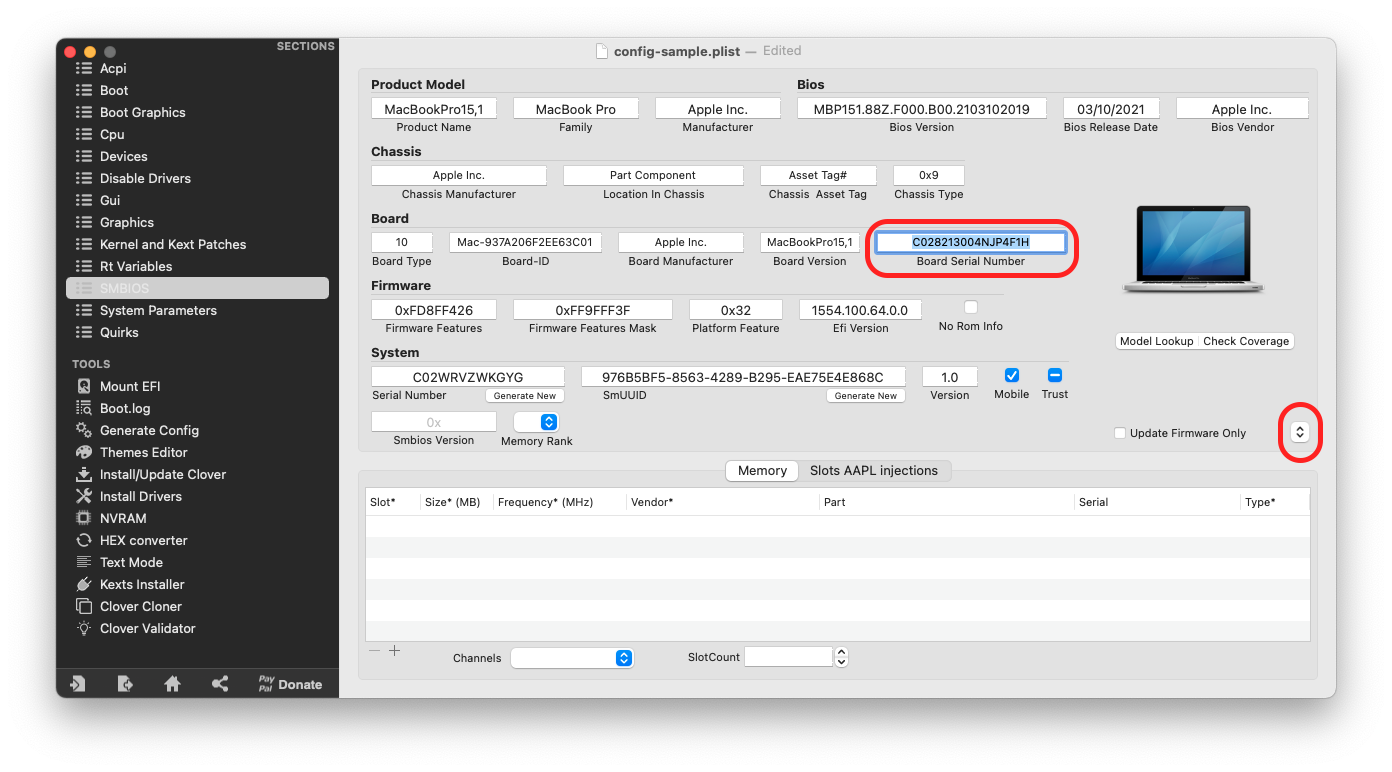 SECTIONS
Acpi
Boot
Boot Graphics
Cpu
Devices
Disable Drivers
Gui
Graphics
Kernel and Kext Patches
Rt Variables
SMBIOS
System Parameters
Quirks
TOOLS
Mount EFI
Boot.log
Generate Config
Themes Editor
Install/Update Clover
Install Drivers
NVRAM
HEX converter
Text Mode
Kexts Installer
Clover Cloner
Clover Validator
Pay
Pal Donate
config-sample.plist — Edited
Product Model Bios
MacBookPro15,1 MacBook Pro Apple Inc. MBP151.88Z.F000.B00.2103102019 03/10/2021 Apple Inc.
Product Name Family Manufacturer Bios Version Bios Release Date Bios Vendor
Chassis
Apple Inc. Part Component Asset Tag# 0x9
Chassis Manufacturer Location In Chassis Chassis Asset Tag Chassis Type
Board
10 Mac-937A206F2EE63C01 Apple Inc. MacBookPro15,1 C028213004NJP4F1H
Board Type Board-ID Board Manufacturer Board Version Board Serial Number
Firmware
0xFD8FF426 0xFF9FFF3F 0x32 1554.100.64.0.0
Firmware Features Firmware Features Mask Platform Feature Efi Version No Rom Info
Model Lookup Check Coverage
System
C02WRVZWKGYG 976B5BF5-8563-4289-B295-EAE75E4E868C 1.0
Serial Number Generate New SmUUID Generate New Version Mobile Trust
0x
Smbios Version Memory Rank
Update Firmware Only
Memory Slots AAPL injections
Slot* Size* (MB) Frequency* (MHz) Vendor* Part Serial Type*
Channels SlotCount